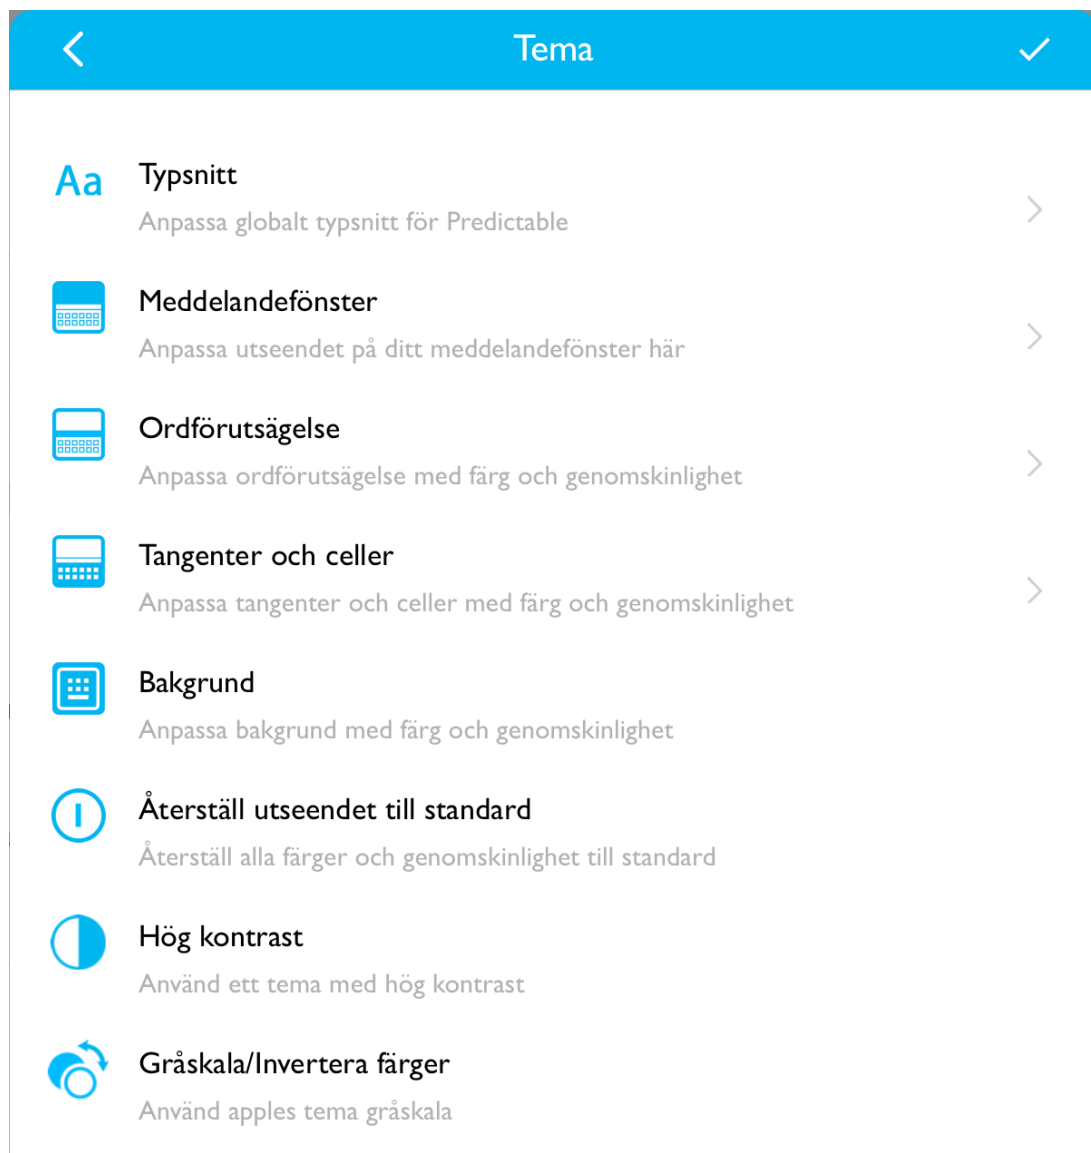 Tema
Aa
Typsnitt
Anpassa globalt typsnitt för Predictable
Meddelandefönster
Anpassa utseendet på ditt meddelandefönster här
Ordförutsägelse
Anpassa ordförutsägelse med färg och genomskinlighet
Tangenter och celler
Anpassa tangenter och celler med färg och genomskinlighet
Bakgrund
Anpassa bakgrund med färg och genomskinlighet
Återställ utseendet till standard
Återställ alla färger och genomskinlighet till standard
Hög kontrast
Använd ett tema med hög kontrast
Gråskala/Invertera färger
Använd apples tema gråskala